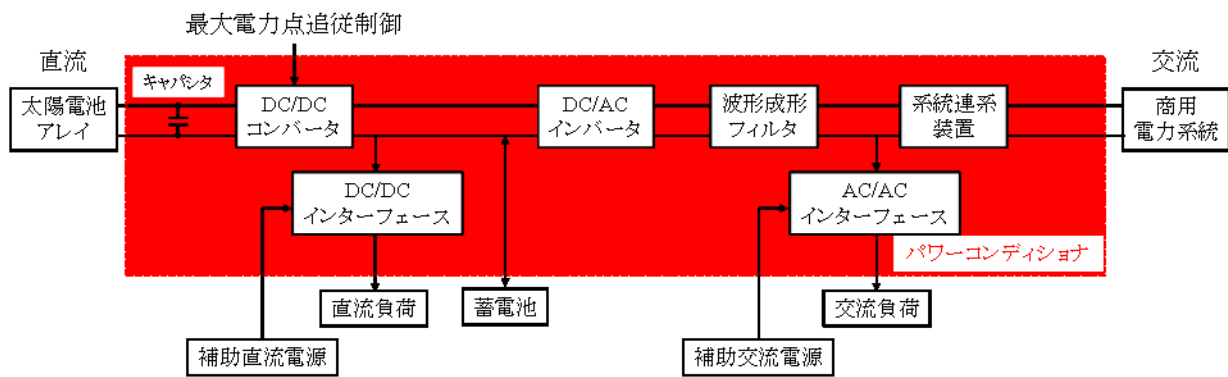 最大電力点追従制御
直流
交流
キャパシタ
太陽電池
アレイ
DC/DC
コンバータ
DC/AC
インバータ
波形成形
フィルタ
系統連系
装置
商用
電力系統
DC/DC
インターフェース
AC/AC
インターフェース
パワーコンディショナ
直流負荷
蓄電池
交流負荷
補助直流電源
補助交流電源